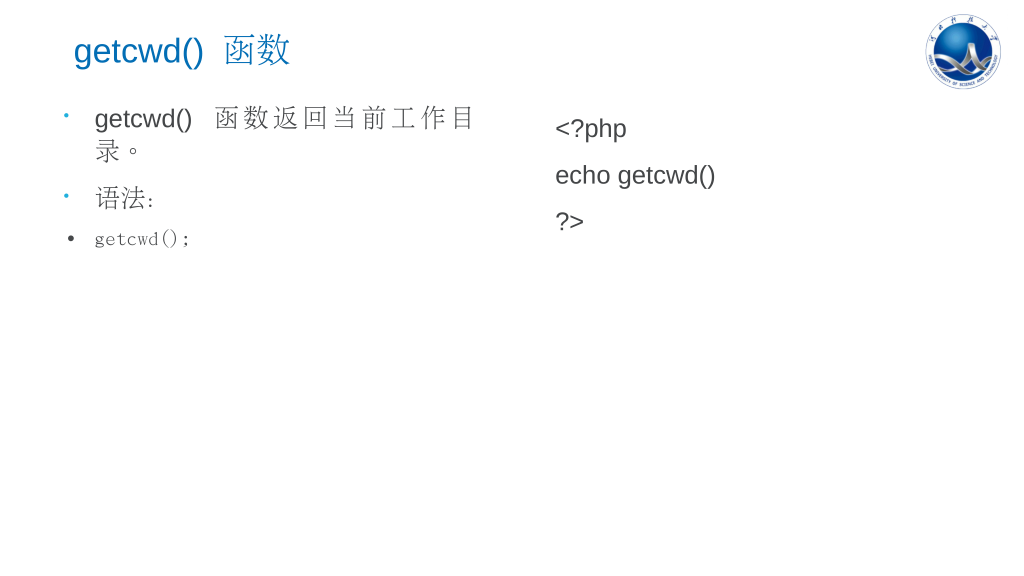 getcwd() 函数
getcwd() 函数返回当前工作目
录。
语法:
getcwd();
<?php
echo getcwd()
?>